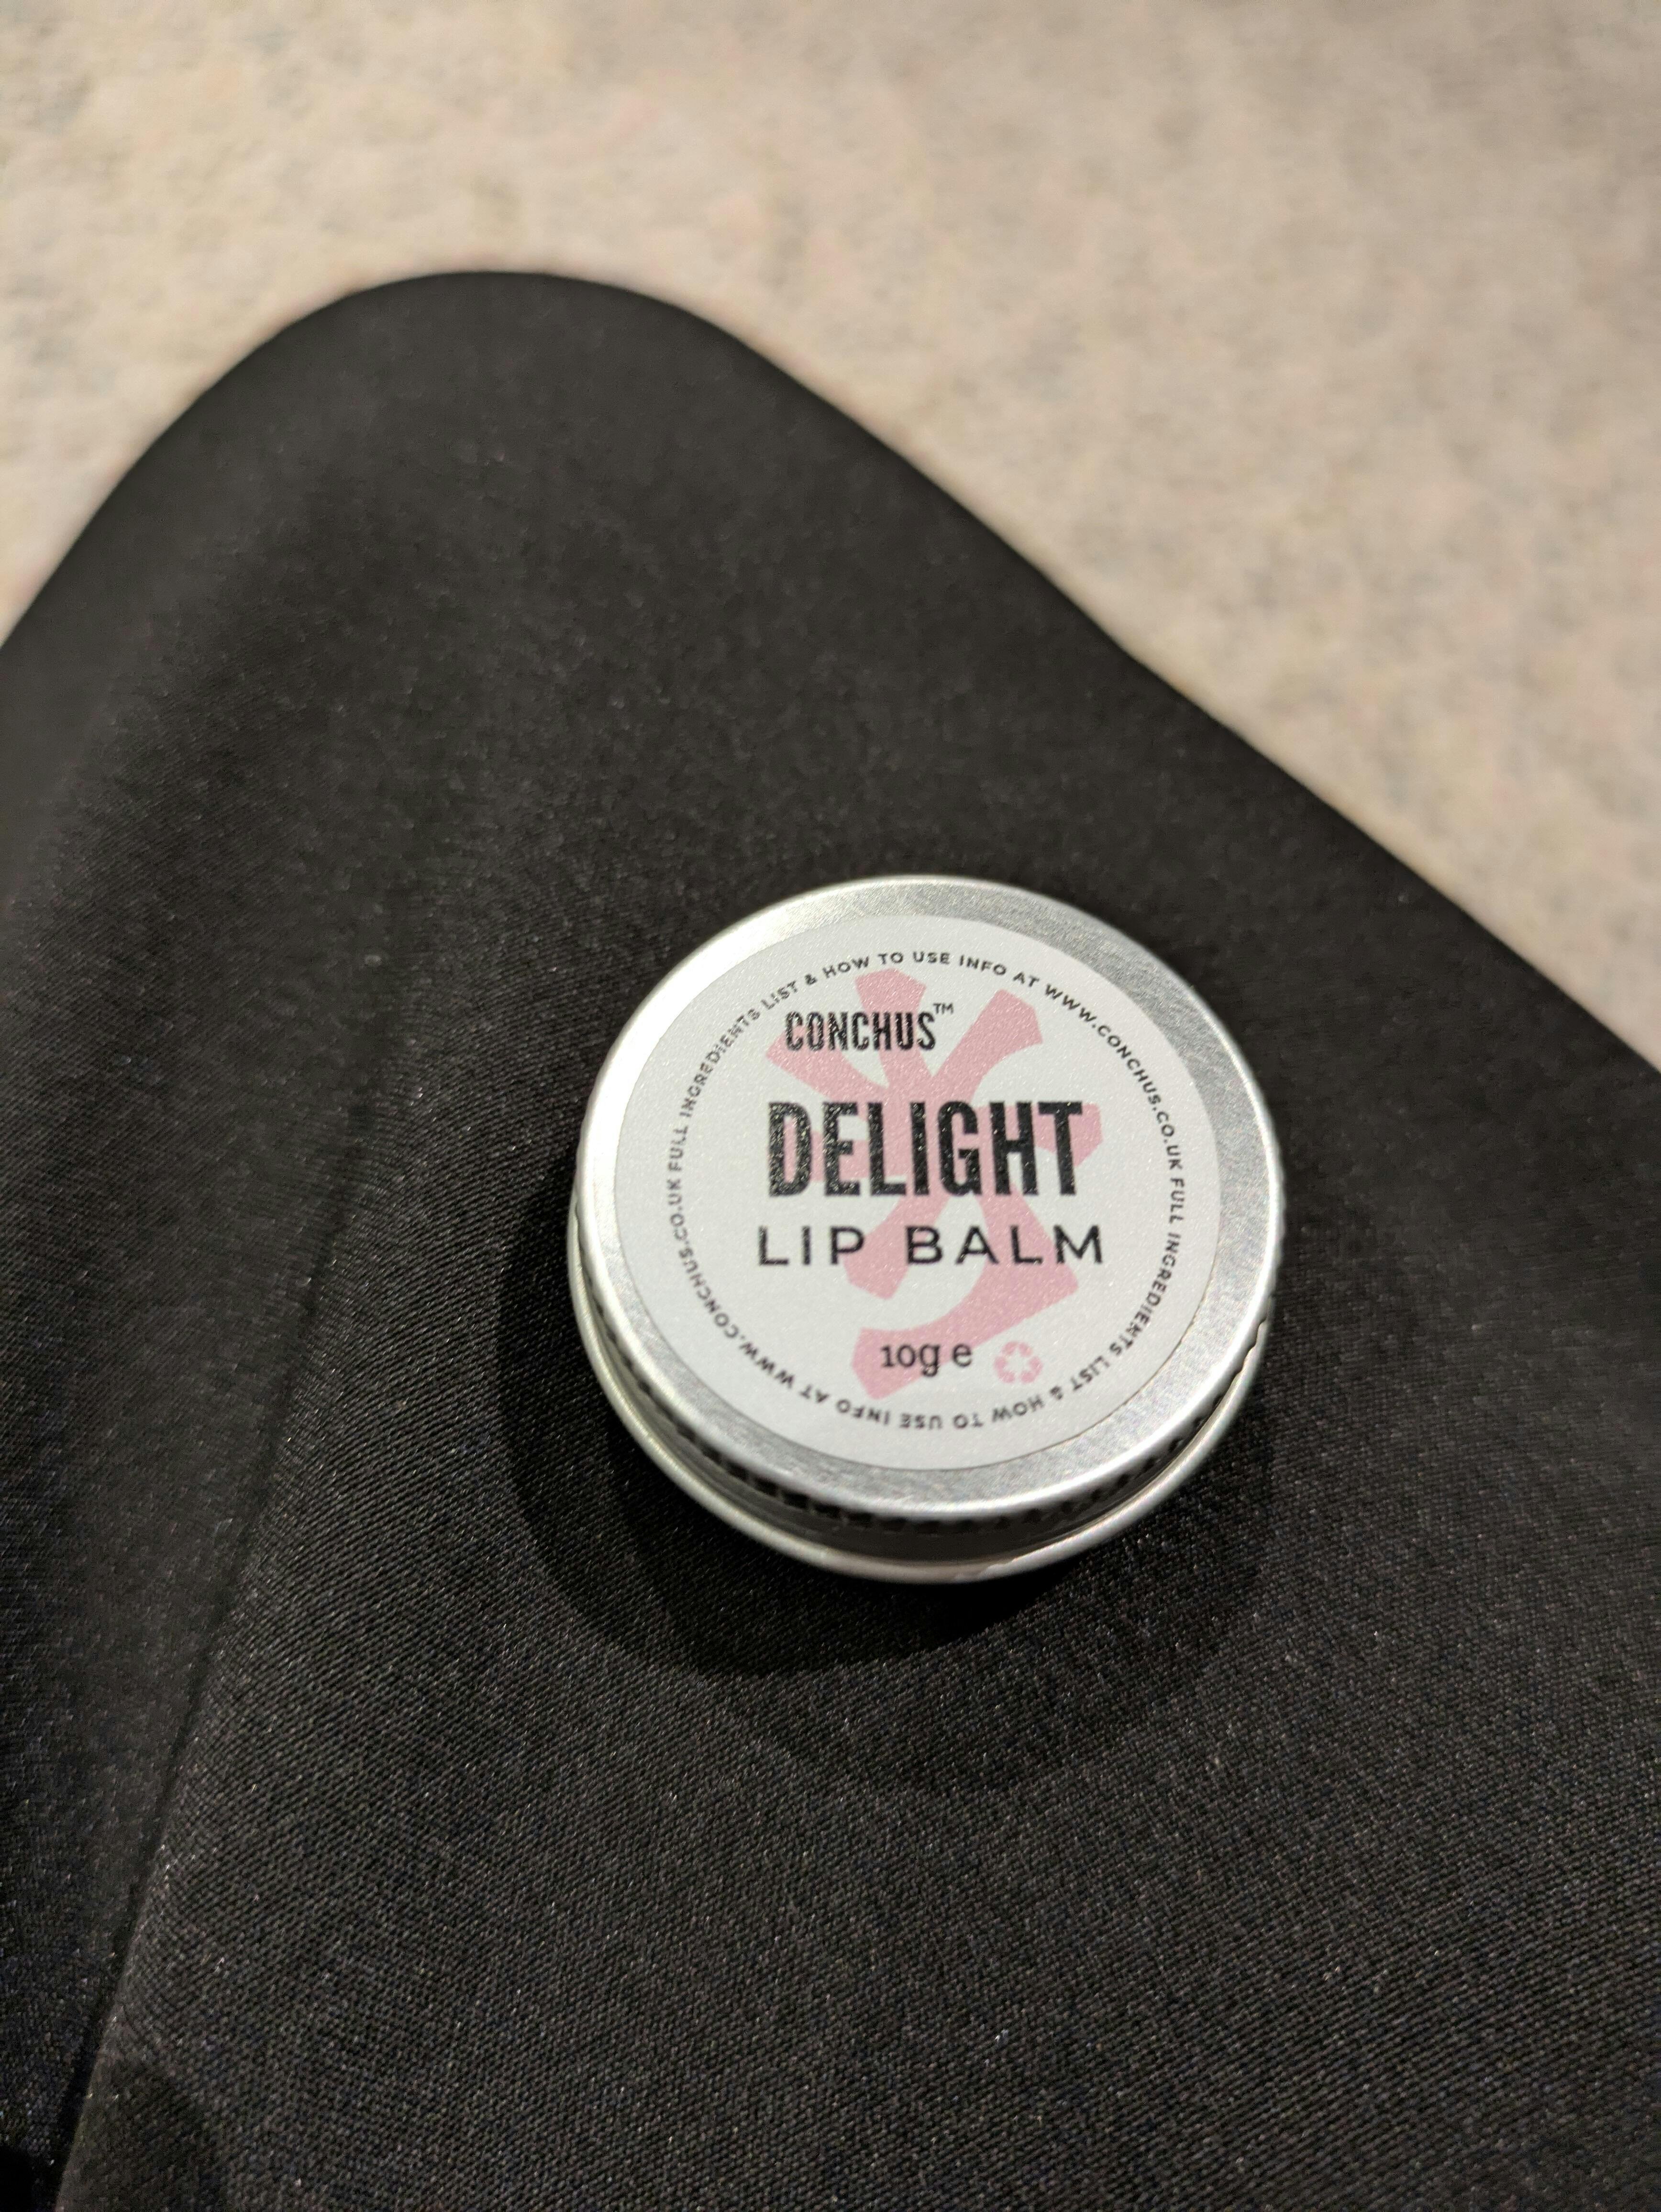 CONCHUS™
DELIGHT
LIP BALM
10g e
FULL INGREDIENTS LIST & HOW TO USE INFO AT WWW.CONCHUS.CO.UK FULL INGREDIENTS LIST & HOW TO USE INFO AT WWW.CONCHUS.CO.UK